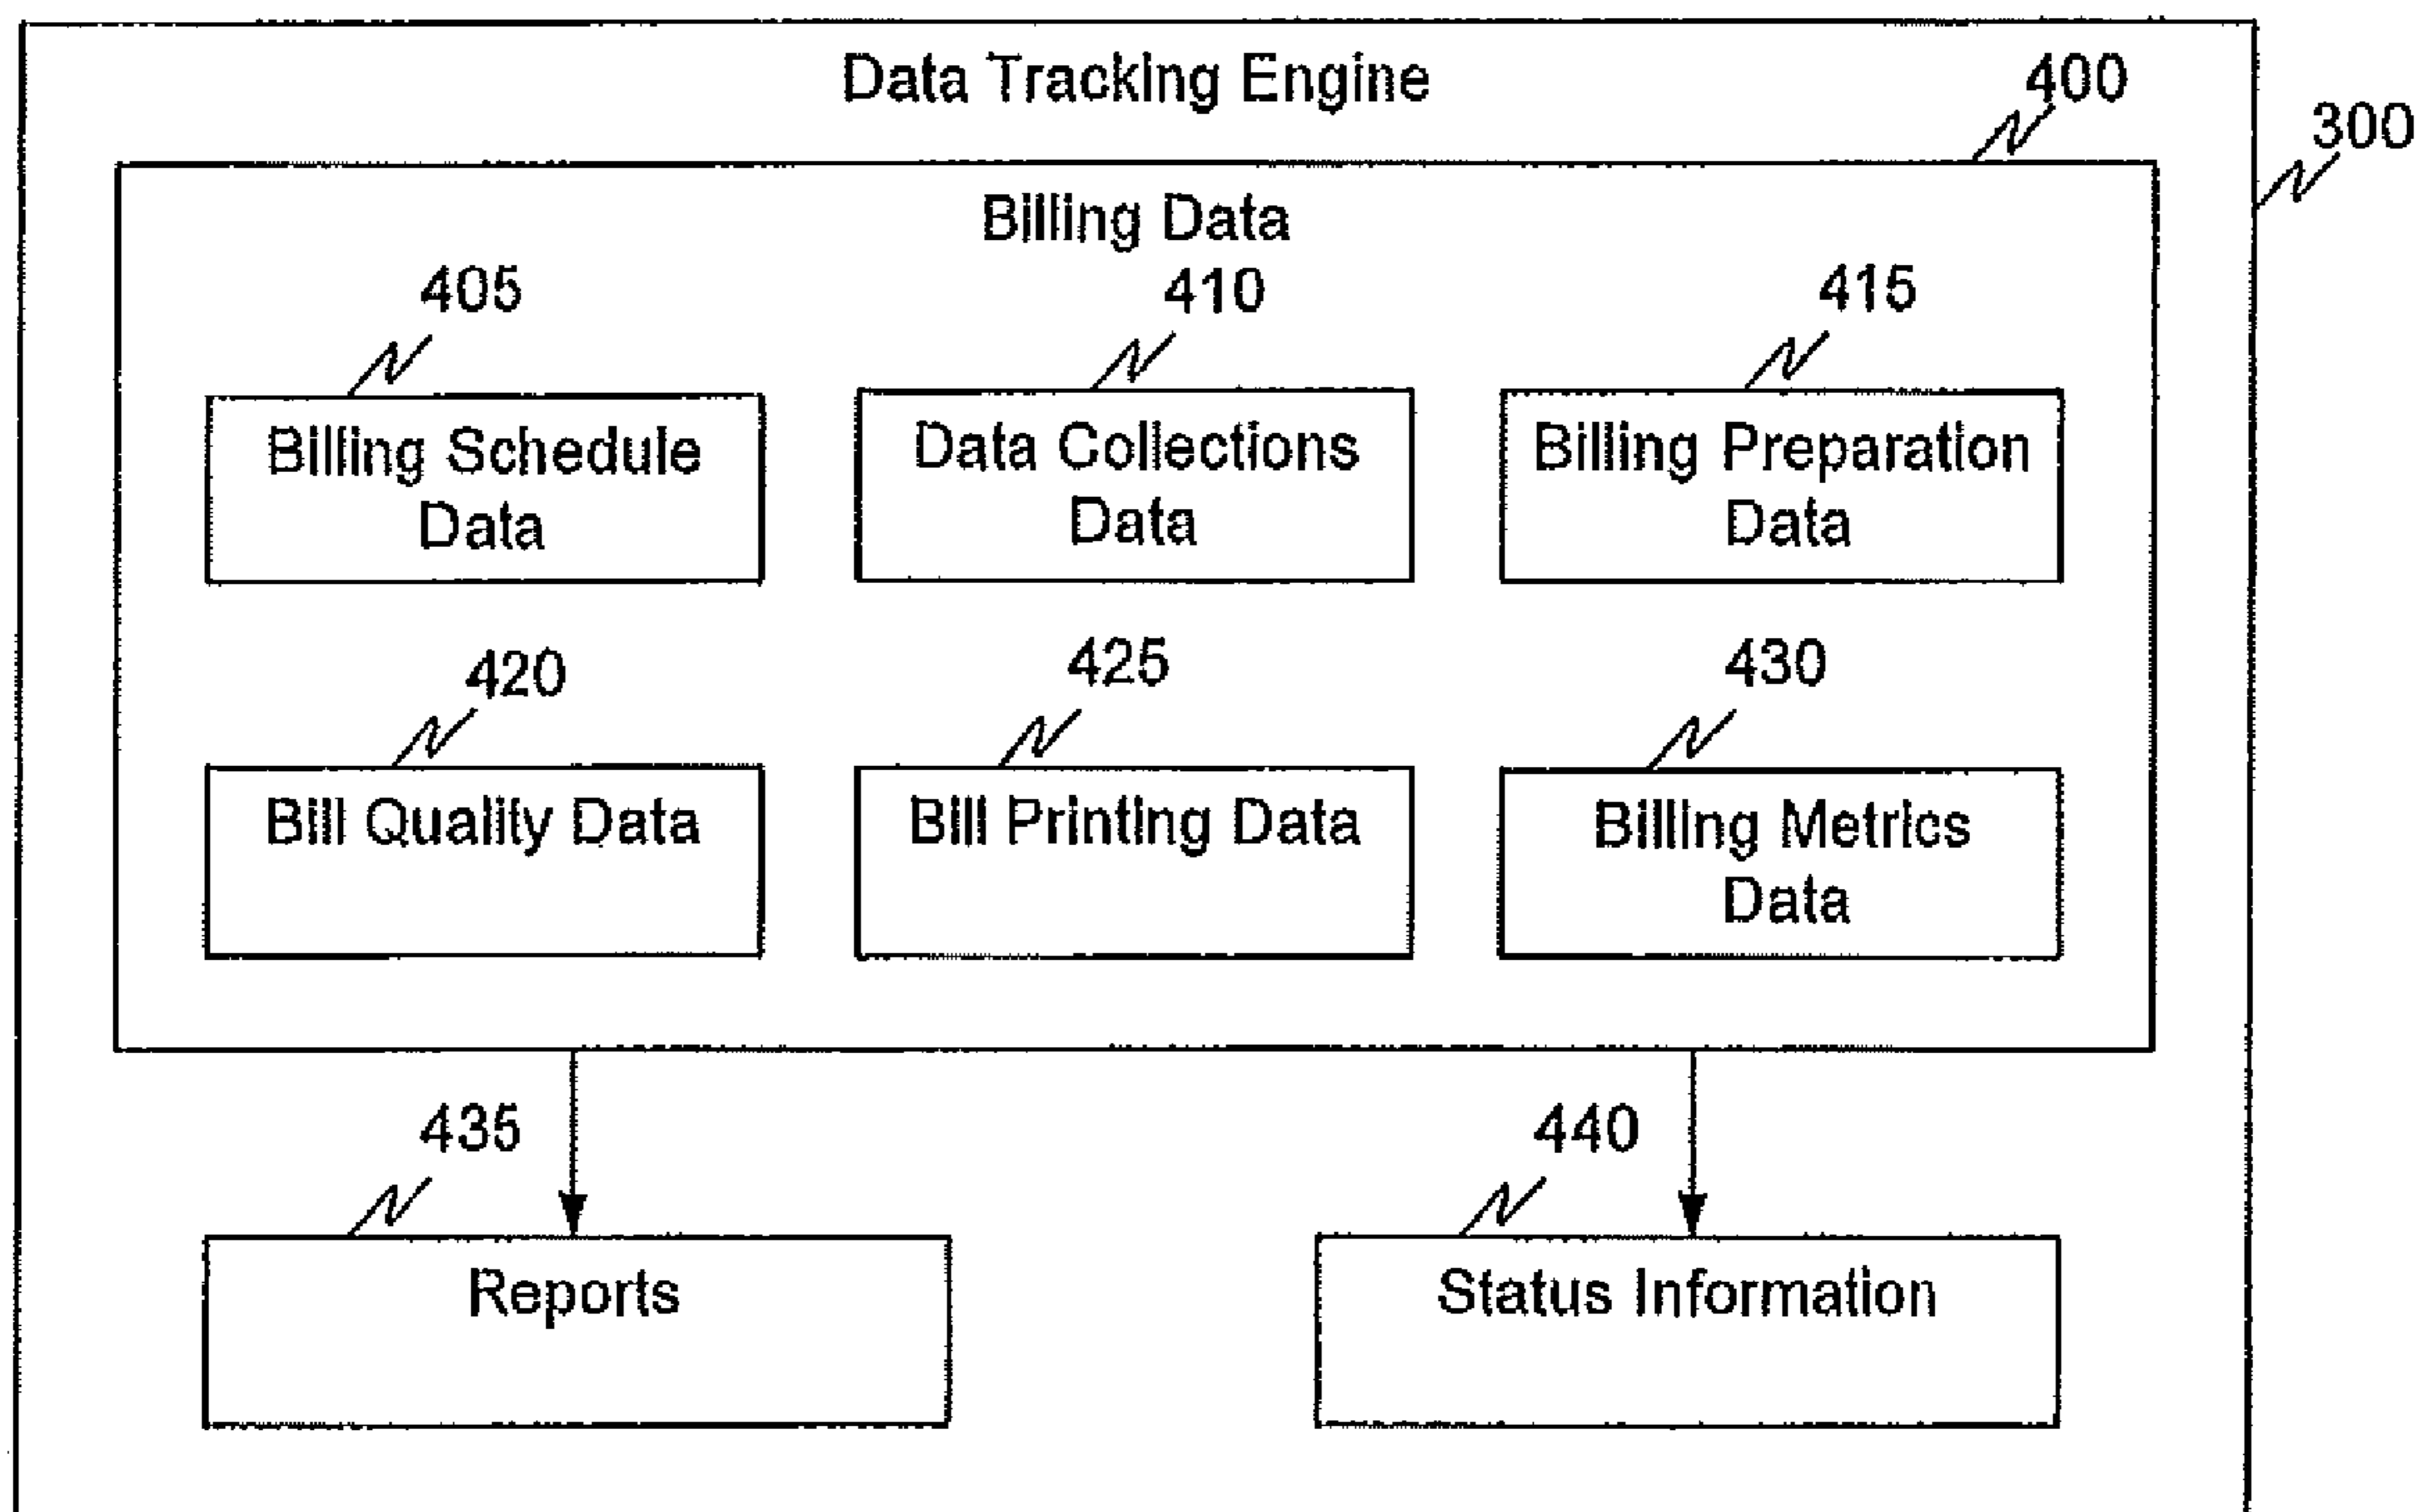 Data Tracking Engine
400
300
Billing Data
405
410
415
Billing Schedule
Data
Data Collections
Data
Billing Preparation
Data
420
425
430
Bill Quality Data
Bill Printing Data
Billing Metrics
Data
435
440
Reports
Status Information